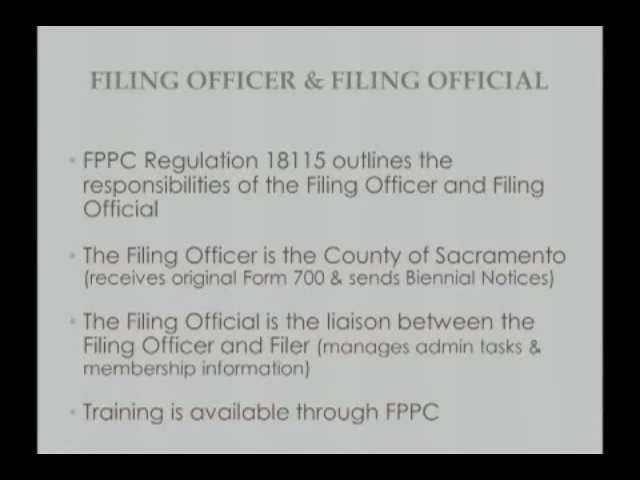 FILING OFFICER & FILING OFFICIAL
• FPPC Regulation 18115 outlines the
responsibilities of the Filing Officer and Filing
Official
• The Filing Officer is the County of Sacramento
(receives original Form 700 & sends Biennial Notices)
• The Filing Official is the liaison between the
Filing Officer and Filer (manages admin tasks &
membership information)
• Training is available through FPPC